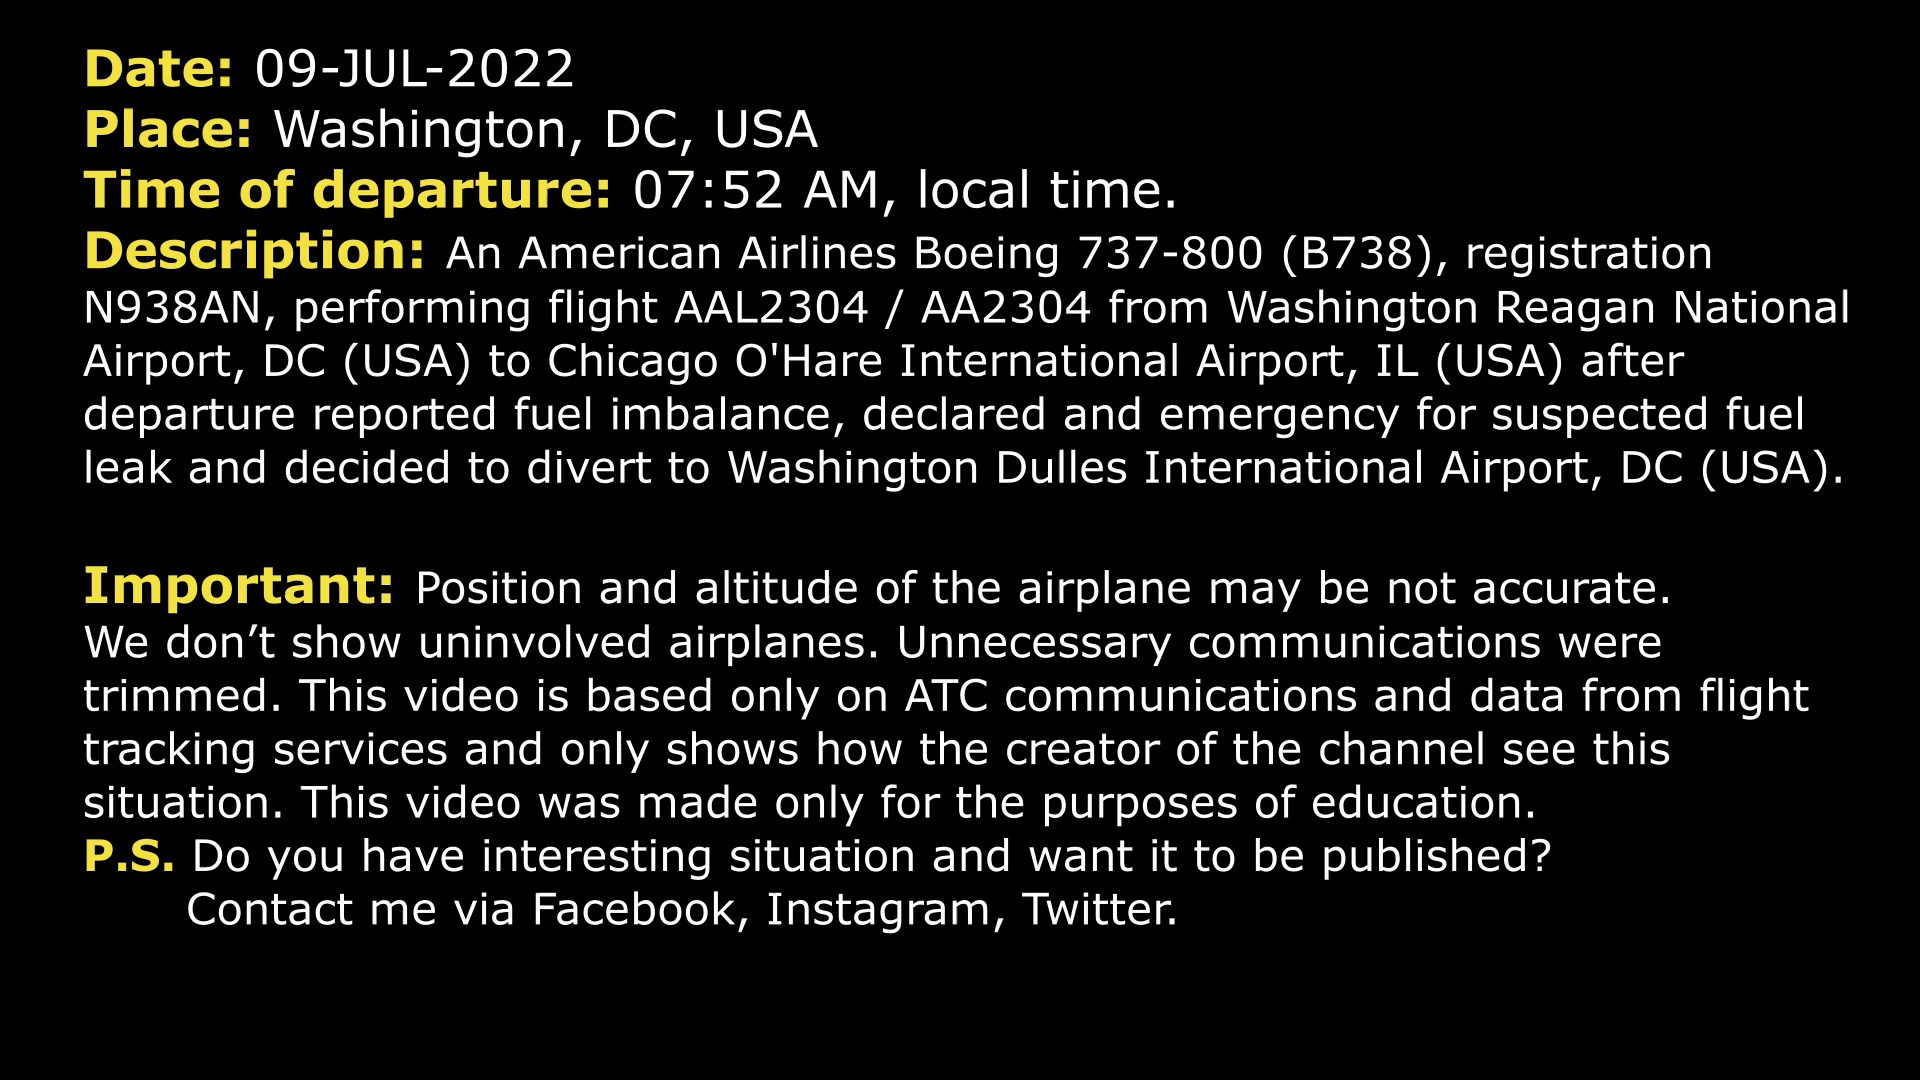 Date: 09-JUL-2022
Place: Washington, DC, USA
Time of departure: 07:52 AM, local time.
Description: An American Airlines Boeing 737-800 (B738), registration
N938AN, performing flight AAL2304 / AA2304 from Washington Reagan National
Airport, DC (USA) to Chicago O'Hare International Airport, IL (USA) after
departure reported fuel imbalance, declared and emergency for suspected fuel
leak and decided to divert to Washington Dulles International Airport, DC (USA).
Important: Position and altitude of the airplane may be not accurate.
We don’t show uninvolved airplanes. Unnecessary communications were
trimmed. This video is based only on ATC communications and data from flight
tracking services and only shows how the creator of the channel see this
situation. This video was made only for the purposes of education.
P.S. Do you have interesting situation and want it to be published?
Contact me via Facebook, Instagram, Twitter.